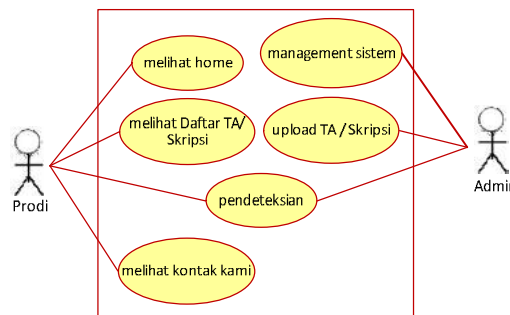 management sistem
melihat home
melihat Daftar TA/
Skripsi
upload TA / Skripsi
pendeteksian
Prodi
Admin
melihat kontak kami